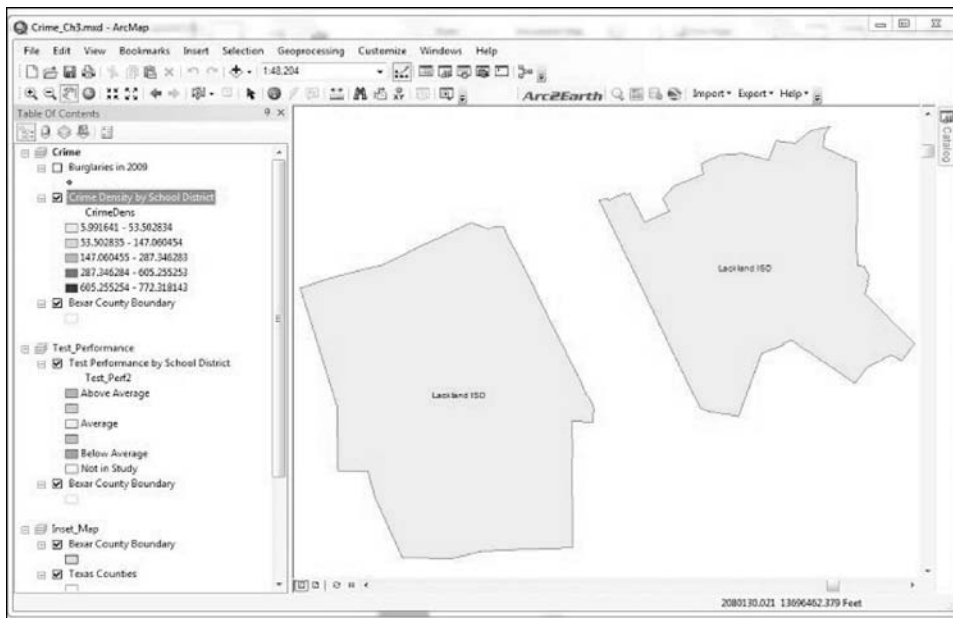 Crime_Ch3.mxd - ArcMap
File Edit View Bookmarks Insert Selection Geoprocessing Customize Windows Help
1:48,204
Arc2Earth Import Export Help
Table Of Contents
Catalog
Crime
Burglaries in 2009
Crime Density by School District
CrimeDens
5.991641 - 53.502834
53.502835 - 147.060454
147.060455 - 287.346283
287.346284 - 605.255253
605.255254 - 772.318143
Bexar County Boundary
Test_Performance
Test Performance by School District
Test_Perf2
Above Average
Average
Below Average
Not in Study
Bexar County Boundary
Inset_Map
Bexar County Boundary
Texas Counties
Lackland ISD
Lackland ISD
2080130.021 13696462.379 Feet